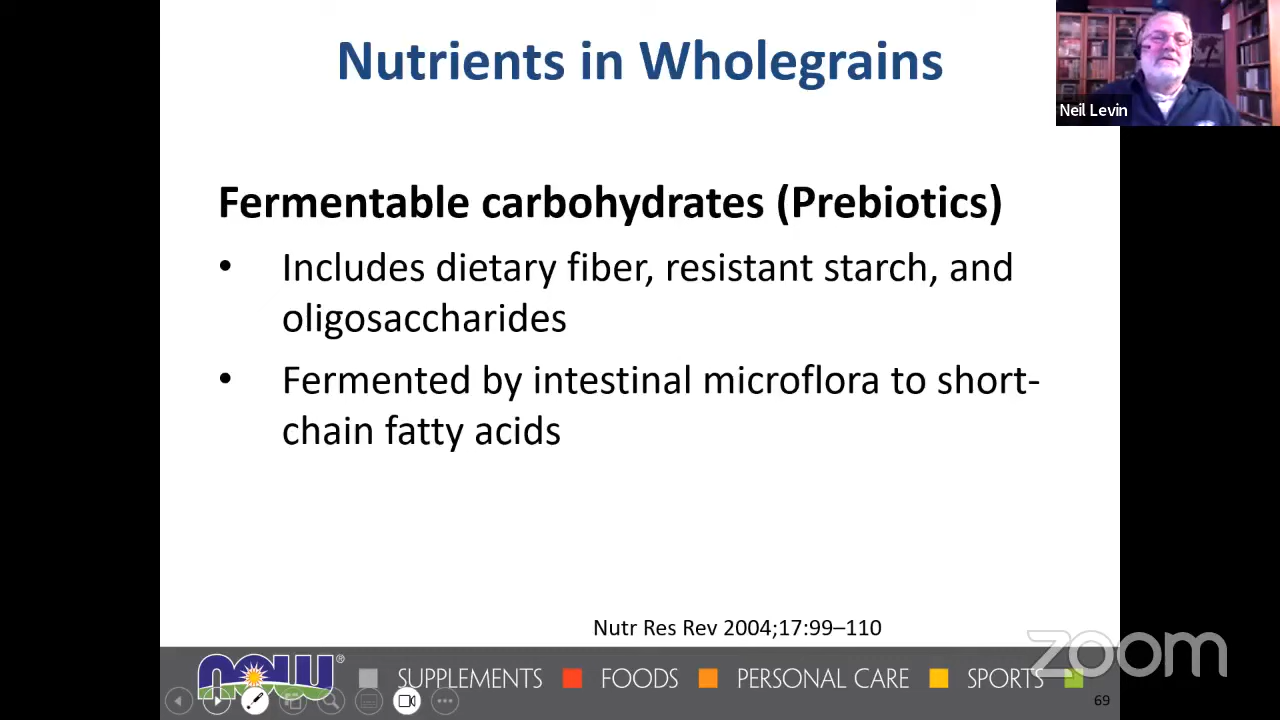 Nutrients in Wholegrains
Neil Levin
Fermentable carbohydrates (Prebiotics)
• Includes dietary fiber, resistant starch, and
oligosaccharides
• Fermented by intestinal microflora to short-
chain fatty acids
Nutr Res Rev 2004;17:99–110
zoom
NOW® SUPPLEMENTS FOODS PERSONAL CARE SPORTS
69